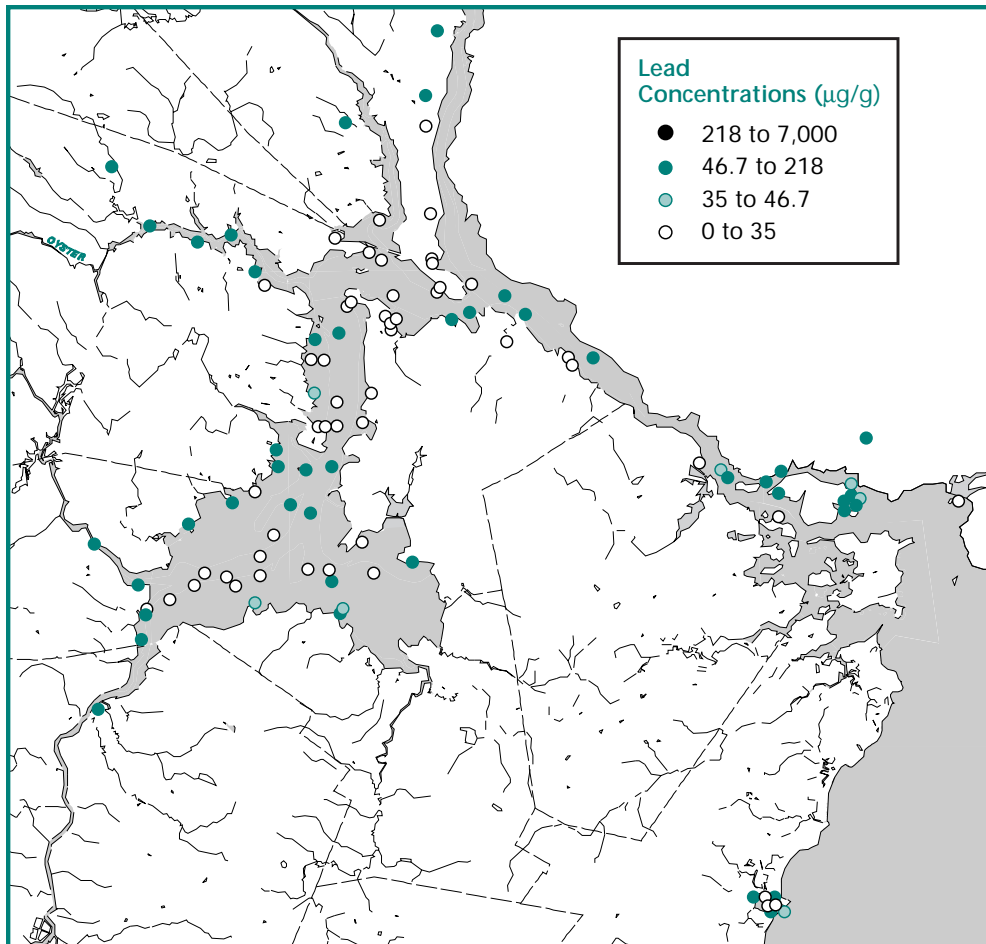 Lead
Concentrations (µg/g)
218 to 7,000
46.7 to 218
35 to 46.7
0 to 35
OYSTER